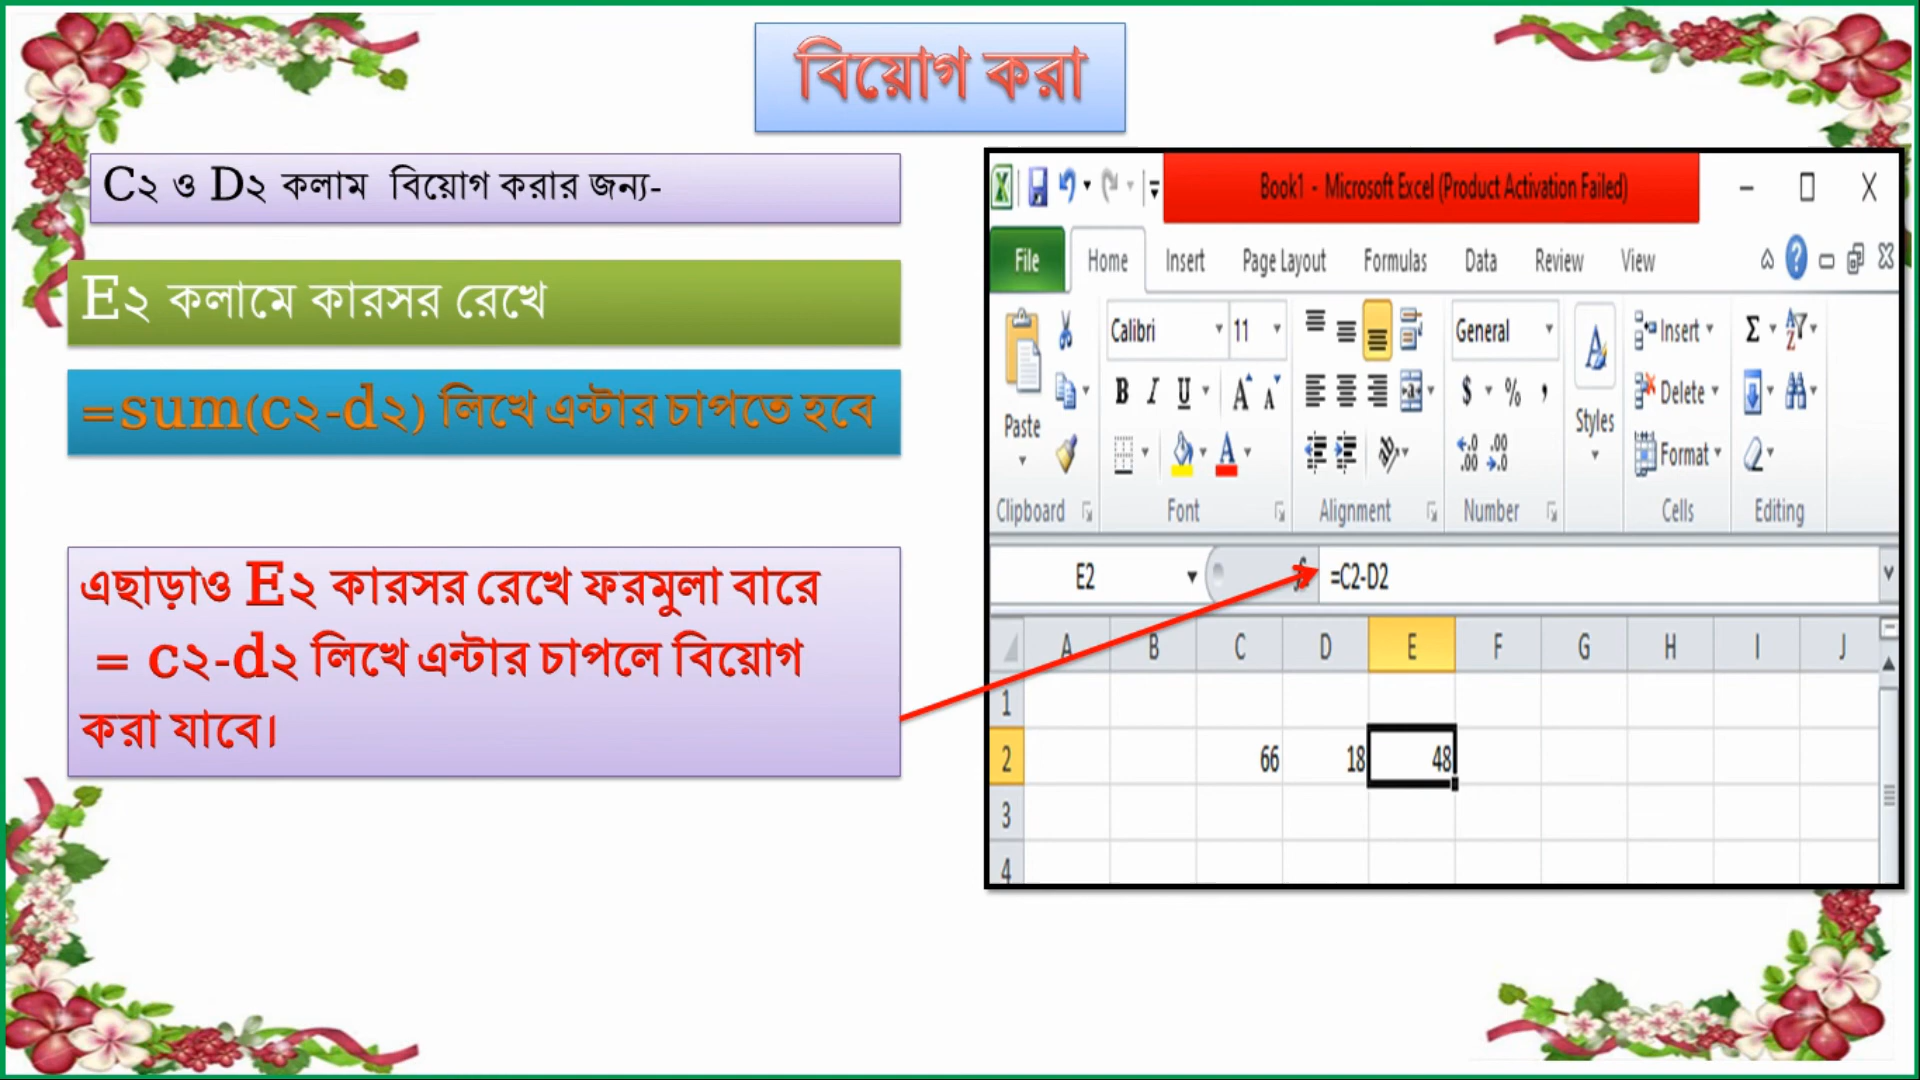 বিয়োগ করা
C২ ও D২ কলাম বিয়োগ করার জন্য-
E২ কলামে কারসর রেখে
=sum(c২-d২) লিখে এন্টার চাপতে হবে
এছাড়াও E২ কারসর রেখে ফরমুলা বারে
= c২-d২ লিখে এন্টার চাপলে বিয়োগ
করা যাবে।
Book1 - Microsoft Excel (Product Activation Failed)
File Home Insert Page Layout Formulas Data Review View
Calibri 11 General Insert
B I U A A $ % , Delete
Paste Styles
A .00 Format
Clipboard Font Alignment Number Cells Editing
E2 fx =C2-D2
A B C D E F G H I J
1
2 66 18 48
3
4